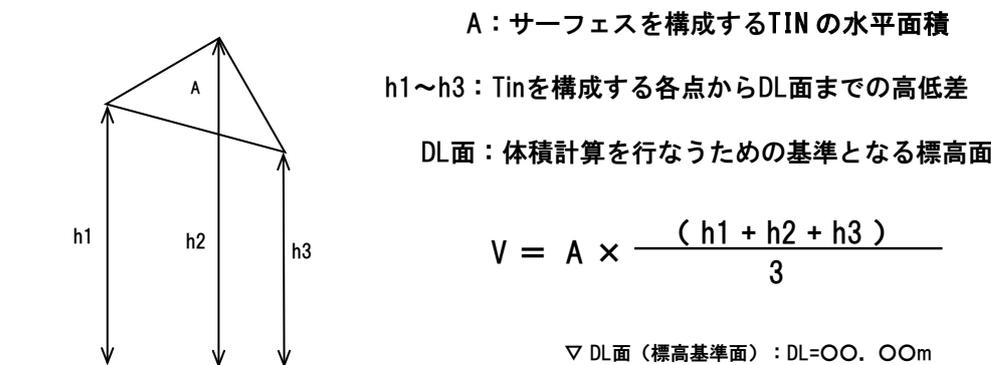 A：サーフェスを構成するTINの水平面積
A
h1～h3：Tinを構成する各点からDL面までの高低差
DL面：体積計算を行なうための基準となる標高面
h1
h2
h3
V = A × ( h1 + h2 + h3 )
3
▽ DL面（標高基準面）：DL=〇〇．〇〇m